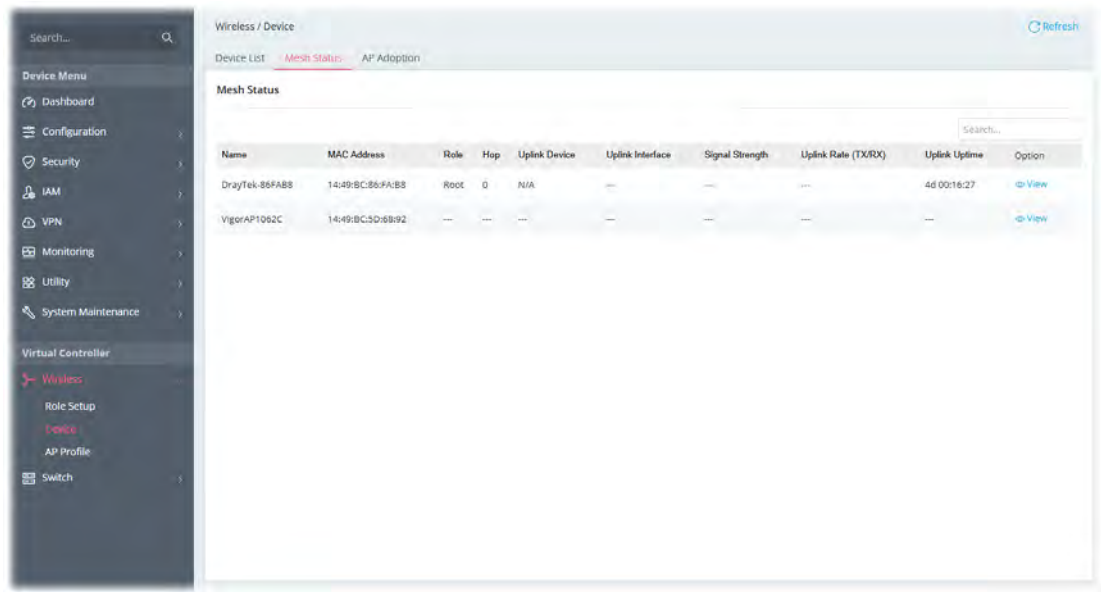 Search...
Device Menu
Dashboard
Configuration
Security
IAM
VPN
Monitoring
Utility
System Maintenance
Virtual Controller
Wireless
Role Setup
Device
AP Profile
Switch
Wireless / Device
Refresh
Device List Mesh Status AP Adoption
Mesh Status
Search...
Name MAC Address Role Hop Uplink Device Uplink Interface Signal Strength Uplink Rate (TX/RX) Uplink Uptime Option
DrayTek-86FAB8 14:49:BC:86:FA:B8 Root 0 N/A --- --- --- 4d 00:16:27 View
VigorAP1062C 14:49:BC:5D:6B:92 --- --- --- --- --- --- --- View